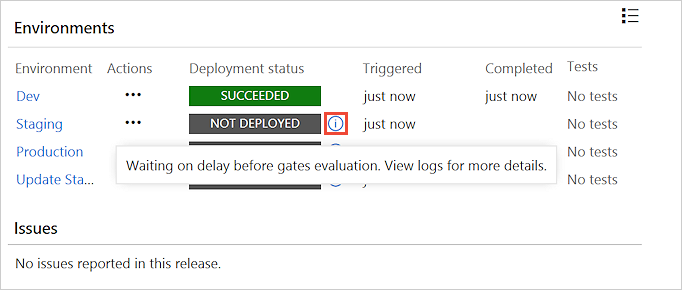 Environments
Environment Actions Deployment status Triggered Completed Tests
Dev ••• SUCCEEDED just now just now No tests
Staging ••• NOT DEPLOYED i just now No tests
Production No tests
Waiting on delay before gates evaluation. View logs for more details.
Update Sta... No tests
Issues
No issues reported in this release.